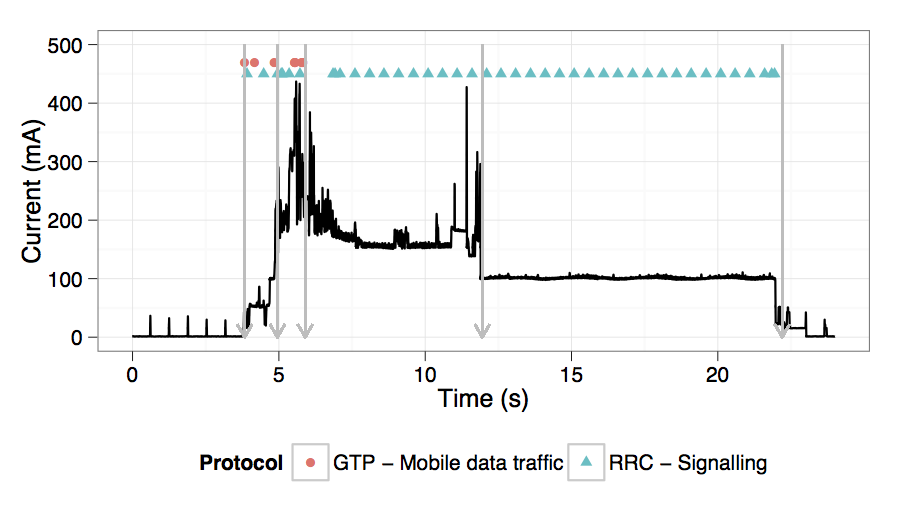 500
400
300
200
100
0
Current (mA)
0 5 10 15 20
Time (s)
Protocol GTP − Mobile data traffic RRC − Signalling